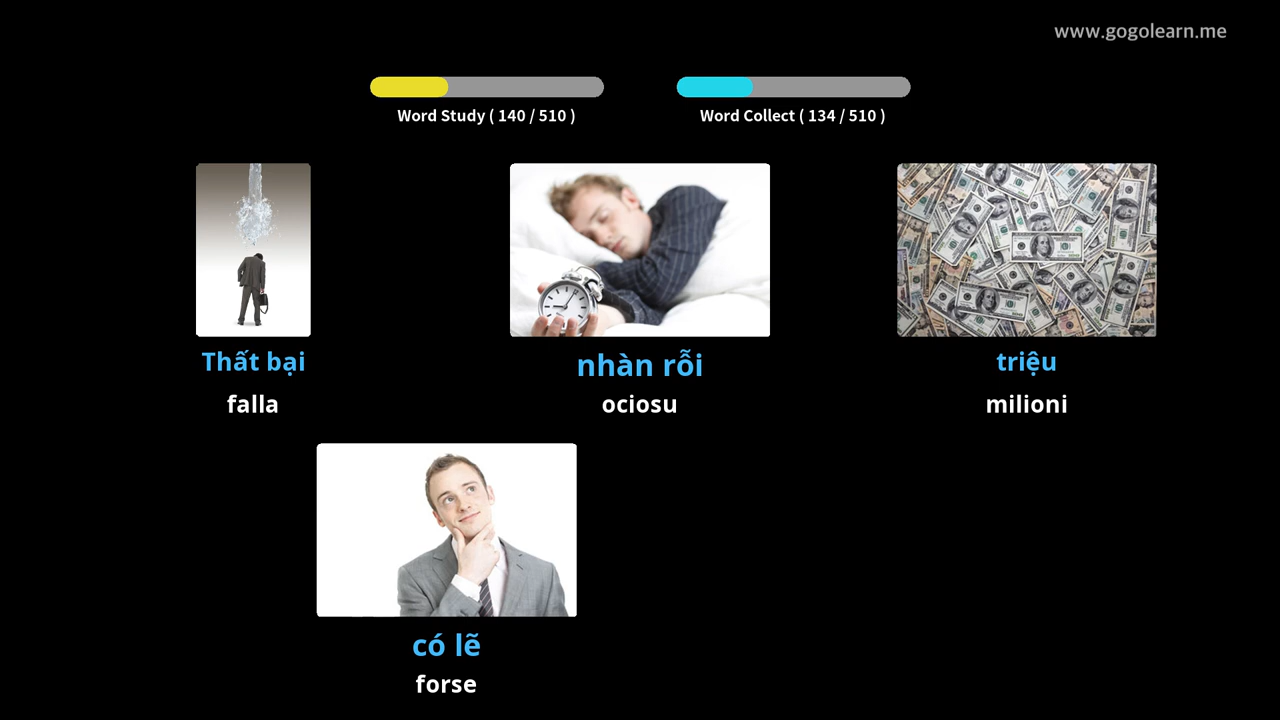 www.gogolearn.me
Word Study ( 140 / 510 )
Word Collect ( 134 / 510 )
Thất bại
falla
nhàn rỗi
ociosu
triệu
milioni
có lẽ
forse